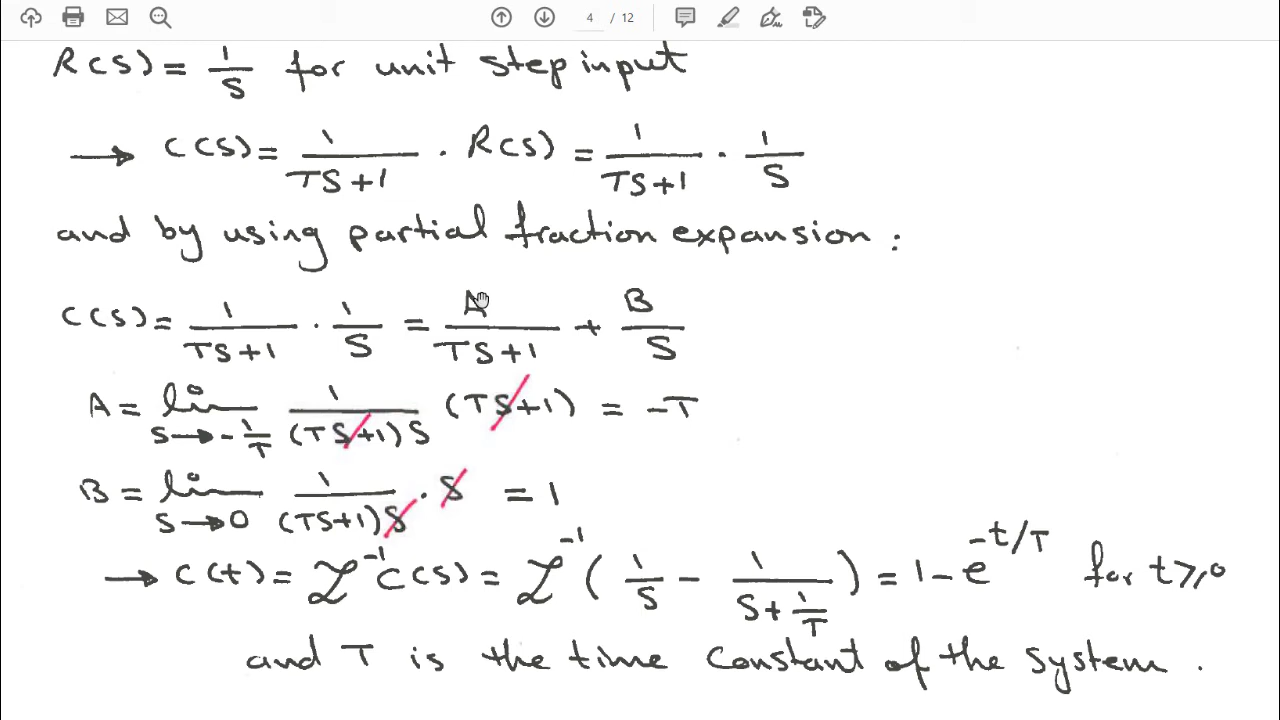 4 / 12
R(S) = 1/S for unit step input
→ C(S) = 1/(TS+1) · R(S) = 1/(TS+1) · 1/S
and by using partial fraction expansion :
C(S) = 1/(TS+1) · 1/S = A/(TS+1) + B/S
A = lim S→-1/T 1/((TS+1)S) (TS+1) = -T
B = lim S→0 1/((TS+1)S) · S = 1
→ C(t) = ℒ⁻¹ C(S) = ℒ⁻¹ ( 1/S - 1/(S+1/T) ) = 1 - e^(-t/T) for t≥0
and T is the time constant of the system .